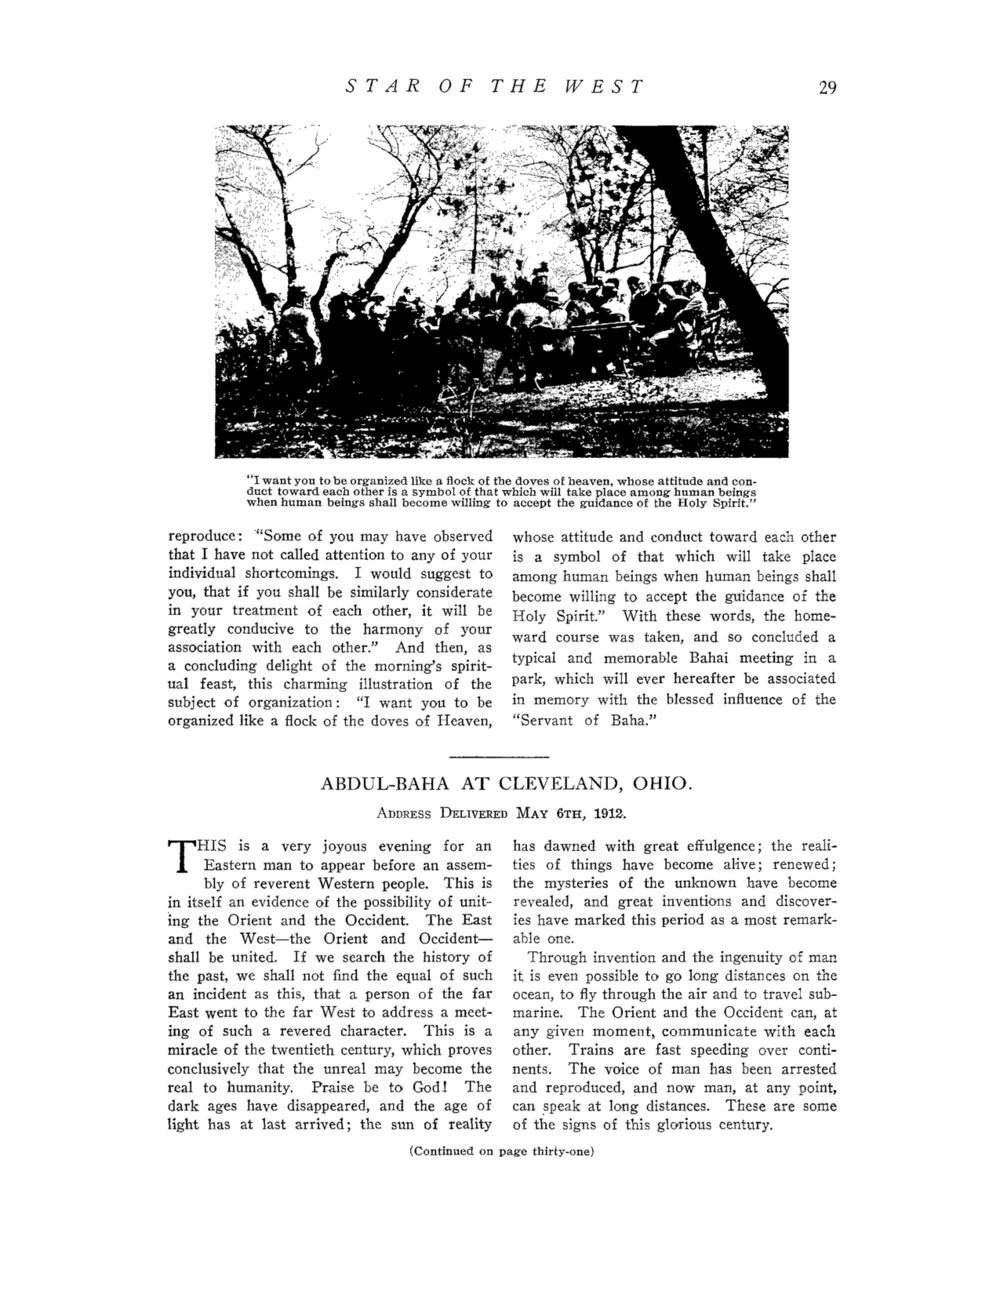 STAR OF THE WEST 29
"I want you to be organized like a flock of the doves of heaven, whose attitude and con-
duct toward each other is a symbol of that which will take place among human beings
when human beings shall become willing to accept the guidance of the Holy Spirit."
reproduce: "Some of you may have observed
that I have not called attention to any of your
individual shortcomings. I would suggest to
you, that if you shall be similarly considerate
in your treatment of each other, it will be
greatly conducive to the harmony of your
association with each other." And then, as
a concluding delight of the morning's spirit-
ual feast, this charming illustration of the
subject of organization: "I want you to be
organized like a flock of the doves of Heaven,
whose attitude and conduct toward each other
is a symbol of that which will take place
among human beings when human beings shall
become willing to accept the guidance of the
Holy Spirit." With these words, the home-
ward course was taken, and so concluded a
typical and memorable Bahai meeting in a
park, which will ever hereafter be associated
in memory with the blessed influence of the
"Servant of Baha."
ABDUL-BAHA AT CLEVELAND, OHIO.
ADDRESS DELIVERED MAY 6TH, 1912.
THIS is a very joyous evening for an
Eastern man to appear before an assem-
bly of reverent Western people. This is
in itself an evidence of the possibility of unit-
ing the Orient and the Occident. The East
and the West—the Orient and Occident—
shall be united. If we search the history of
the past, we shall not find the equal of such
an incident as this, that a person of the far
East went to the far West to address a meet-
ing of such a revered character. This is a
miracle of the twentieth century, which proves
conclusively that the unreal may become the
real to humanity. Praise be to God! The
dark ages have disappeared, and the age of
light has at last arrived; the sun of reality
has dawned with great effulgence; the reali-
ties of things have become alive; renewed;
the mysteries of the unknown have become
revealed, and great inventions and discover-
ies have marked this period as a most remark-
able one.
Through invention and the ingenuity of man
it is even possible to go long distances on the
ocean, to fly through the air and to travel sub-
marine. The Orient and the Occident can, at
any given moment, communicate with each
other. Trains are fast speeding over conti-
nents. The voice of man has been arrested
and reproduced, and now man, at any point,
can speak at long distances. These are some
of the signs of this glorious century.
(Continued on page thirty-one)